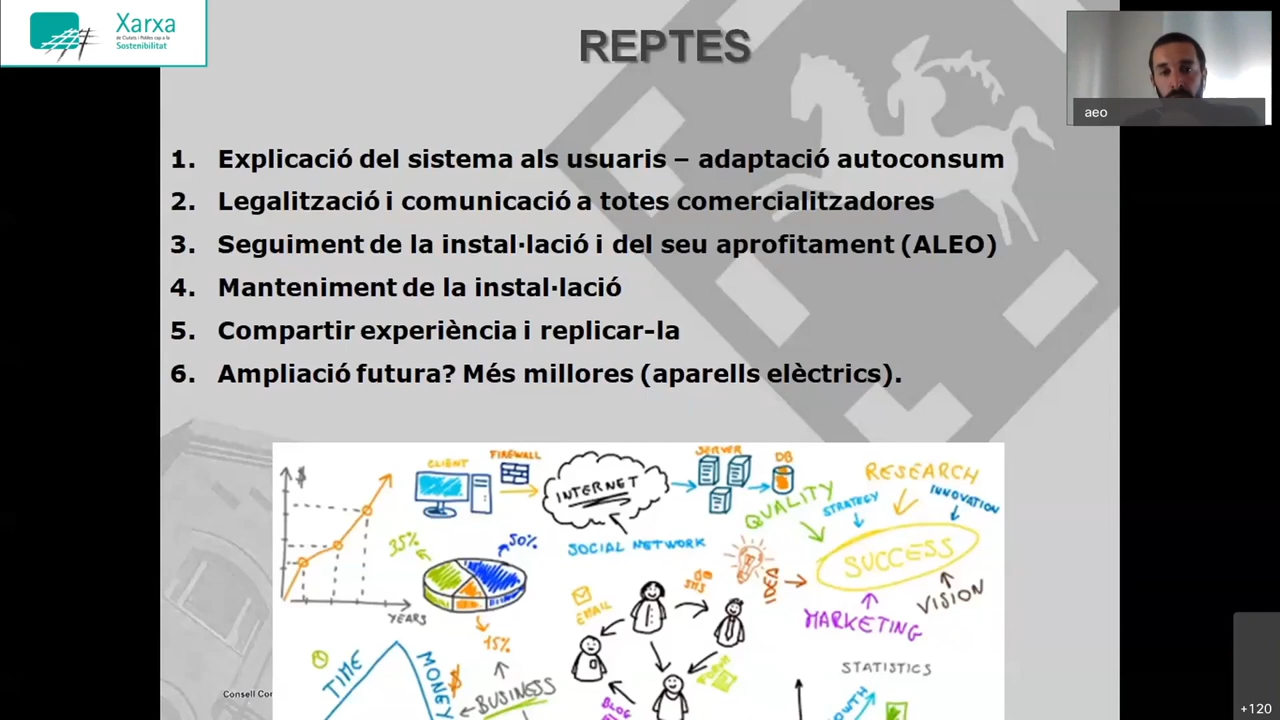 Xarxa
de Ciutats i Pobles cap a la
Sostenibilitat
REPTES
aeo
1. Explicació del sistema als usuaris – adaptació autoconsum
2. Legalització i comunicació a totes comercialitzadores
3. Seguiment de la instal·lació i del seu aprofitament (ALEO)
4. Manteniment de la instal·lació
5. Compartir experiència i replicar-la
6. Ampliació futura? Més millores (aparells elèctrics).
$
YEARS
CLIENT
FIREWALL
INTERNET
SERVER
DB
SOCIAL NETWORK
35%
50%
15%
QUALITY
STRATEGY
RESEARCH
INNOVATION
SUCCESS
IDEA
MARKETING
VISION
EMAIL
TIME
MONEY
$
BUSINESS
STATISTICS
Consell Co
+120